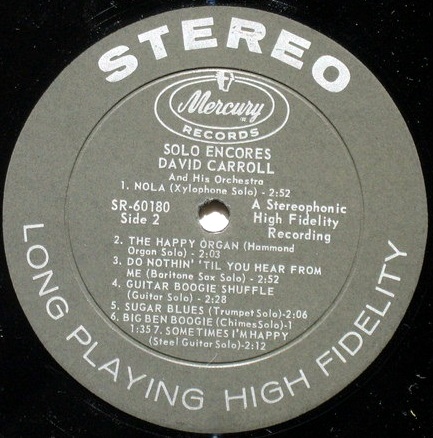 STEREO
Mercury
RECORDS
SOLO ENCORES
DAVID CARROLL
And His Orchestra
1. NOLA (Xylophone Solo) - 2:52
SR-60180
Side 2
A Stereophonic
High Fidelity
Recording
2. THE HAPPY ORGAN (Hammond
Organ Solo) - 2:03
3. DO NOTHIN' 'TIL YOU HEAR FROM
ME (Baritone Sax Solo) - 2:52
4. GUITAR BOOGIE SHUFFLE
(Guitar Solo) - 2:28
5. SUGAR BLUES (Trumpet Solo)-2:06
6. BIG BEN BOOGIE (Chimes Solo)-1
1:35 7. SOMETIMES I'M HAPPY
(Steel Guitar Solo)-2:12
LONG PLAYING HIGH FIDELITY